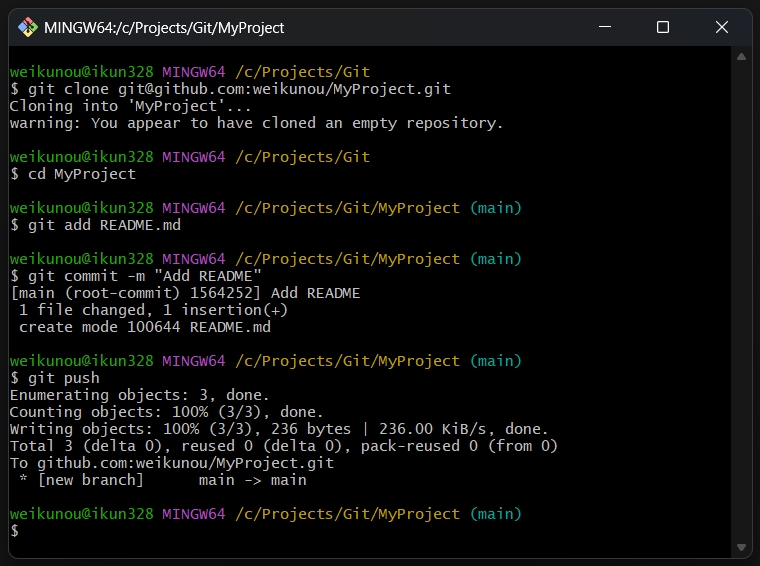 MINGW64:/c/Projects/Git/MyProject
weikunou@ikun328 MINGW64 /c/Projects/Git
$ git clone git@github.com:weikunou/MyProject.git
Cloning into 'MyProject'...
warning: You appear to have cloned an empty repository.
weikunou@ikun328 MINGW64 /c/Projects/Git
$ cd MyProject
weikunou@ikun328 MINGW64 /c/Projects/Git/MyProject (main)
$ git add README.md
weikunou@ikun328 MINGW64 /c/Projects/Git/MyProject (main)
$ git commit -m "Add README"
[main (root-commit) 1564252] Add README
 1 file changed, 1 insertion(+)
 create mode 100644 README.md
weikunou@ikun328 MINGW64 /c/Projects/Git/MyProject (main)
$ git push
Enumerating objects: 3, done.
Counting objects: 100% (3/3), done.
Writing objects: 100% (3/3), 236 bytes | 236.00 KiB/s, done.
Total 3 (delta 0), reused 0 (delta 0), pack-reused 0 (from 0)
To github.com:weikunou/MyProject.git
 * [new branch]      main -> main
weikunou@ikun328 MINGW64 /c/Projects/Git/MyProject (main)
$